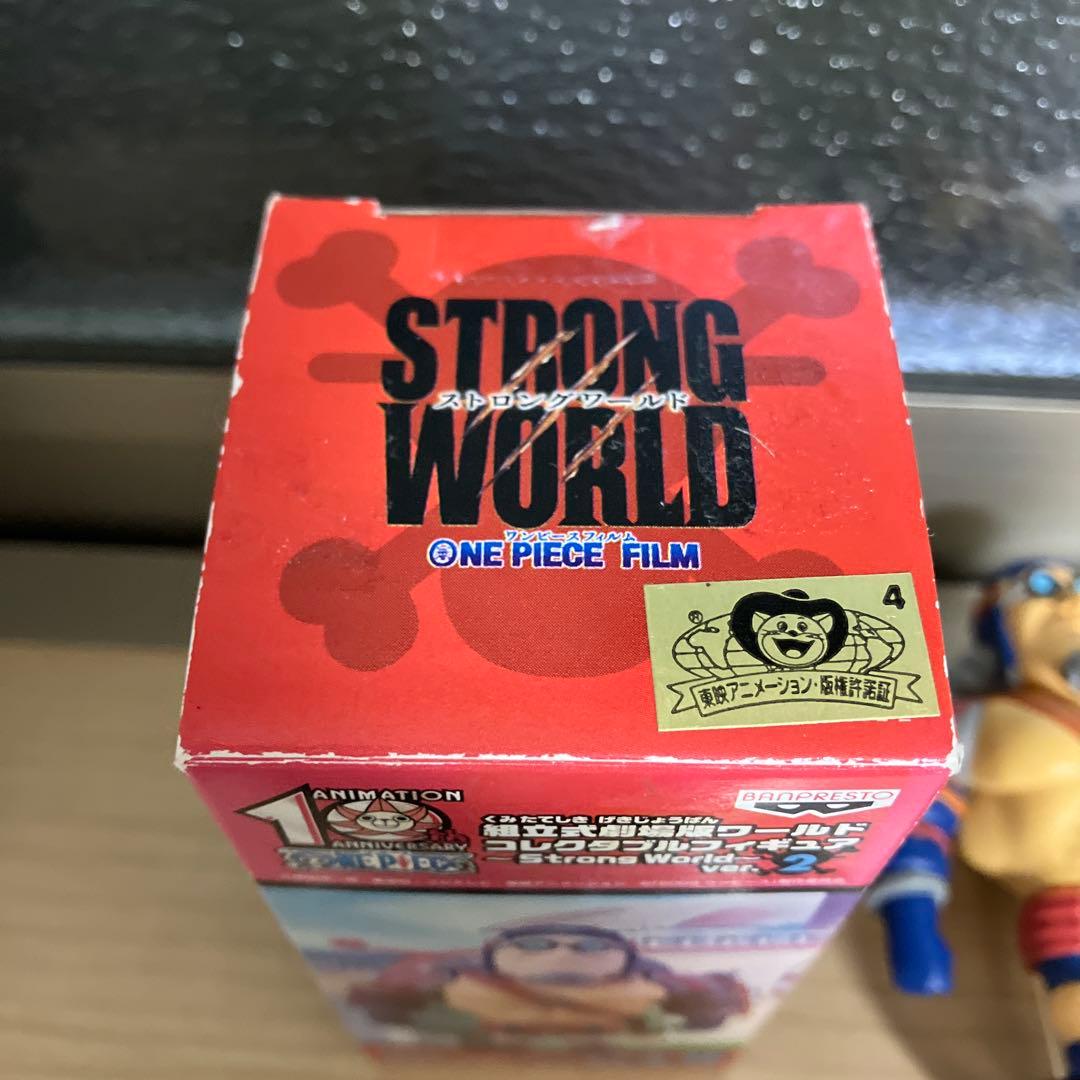 STRONG
ストロングワールド
WORLD
ワンピースフィルム
ONE PIECE FILM
4
®
東映アニメーション・版権許諾証
10 ANIMATION
ANNIVERSARY
ONE PIECE
BANPRESTO
くみたてしき げきじょうばん
組立式劇場版ワールド
コレクタブルフィギュア
~Strong World~
ver.2